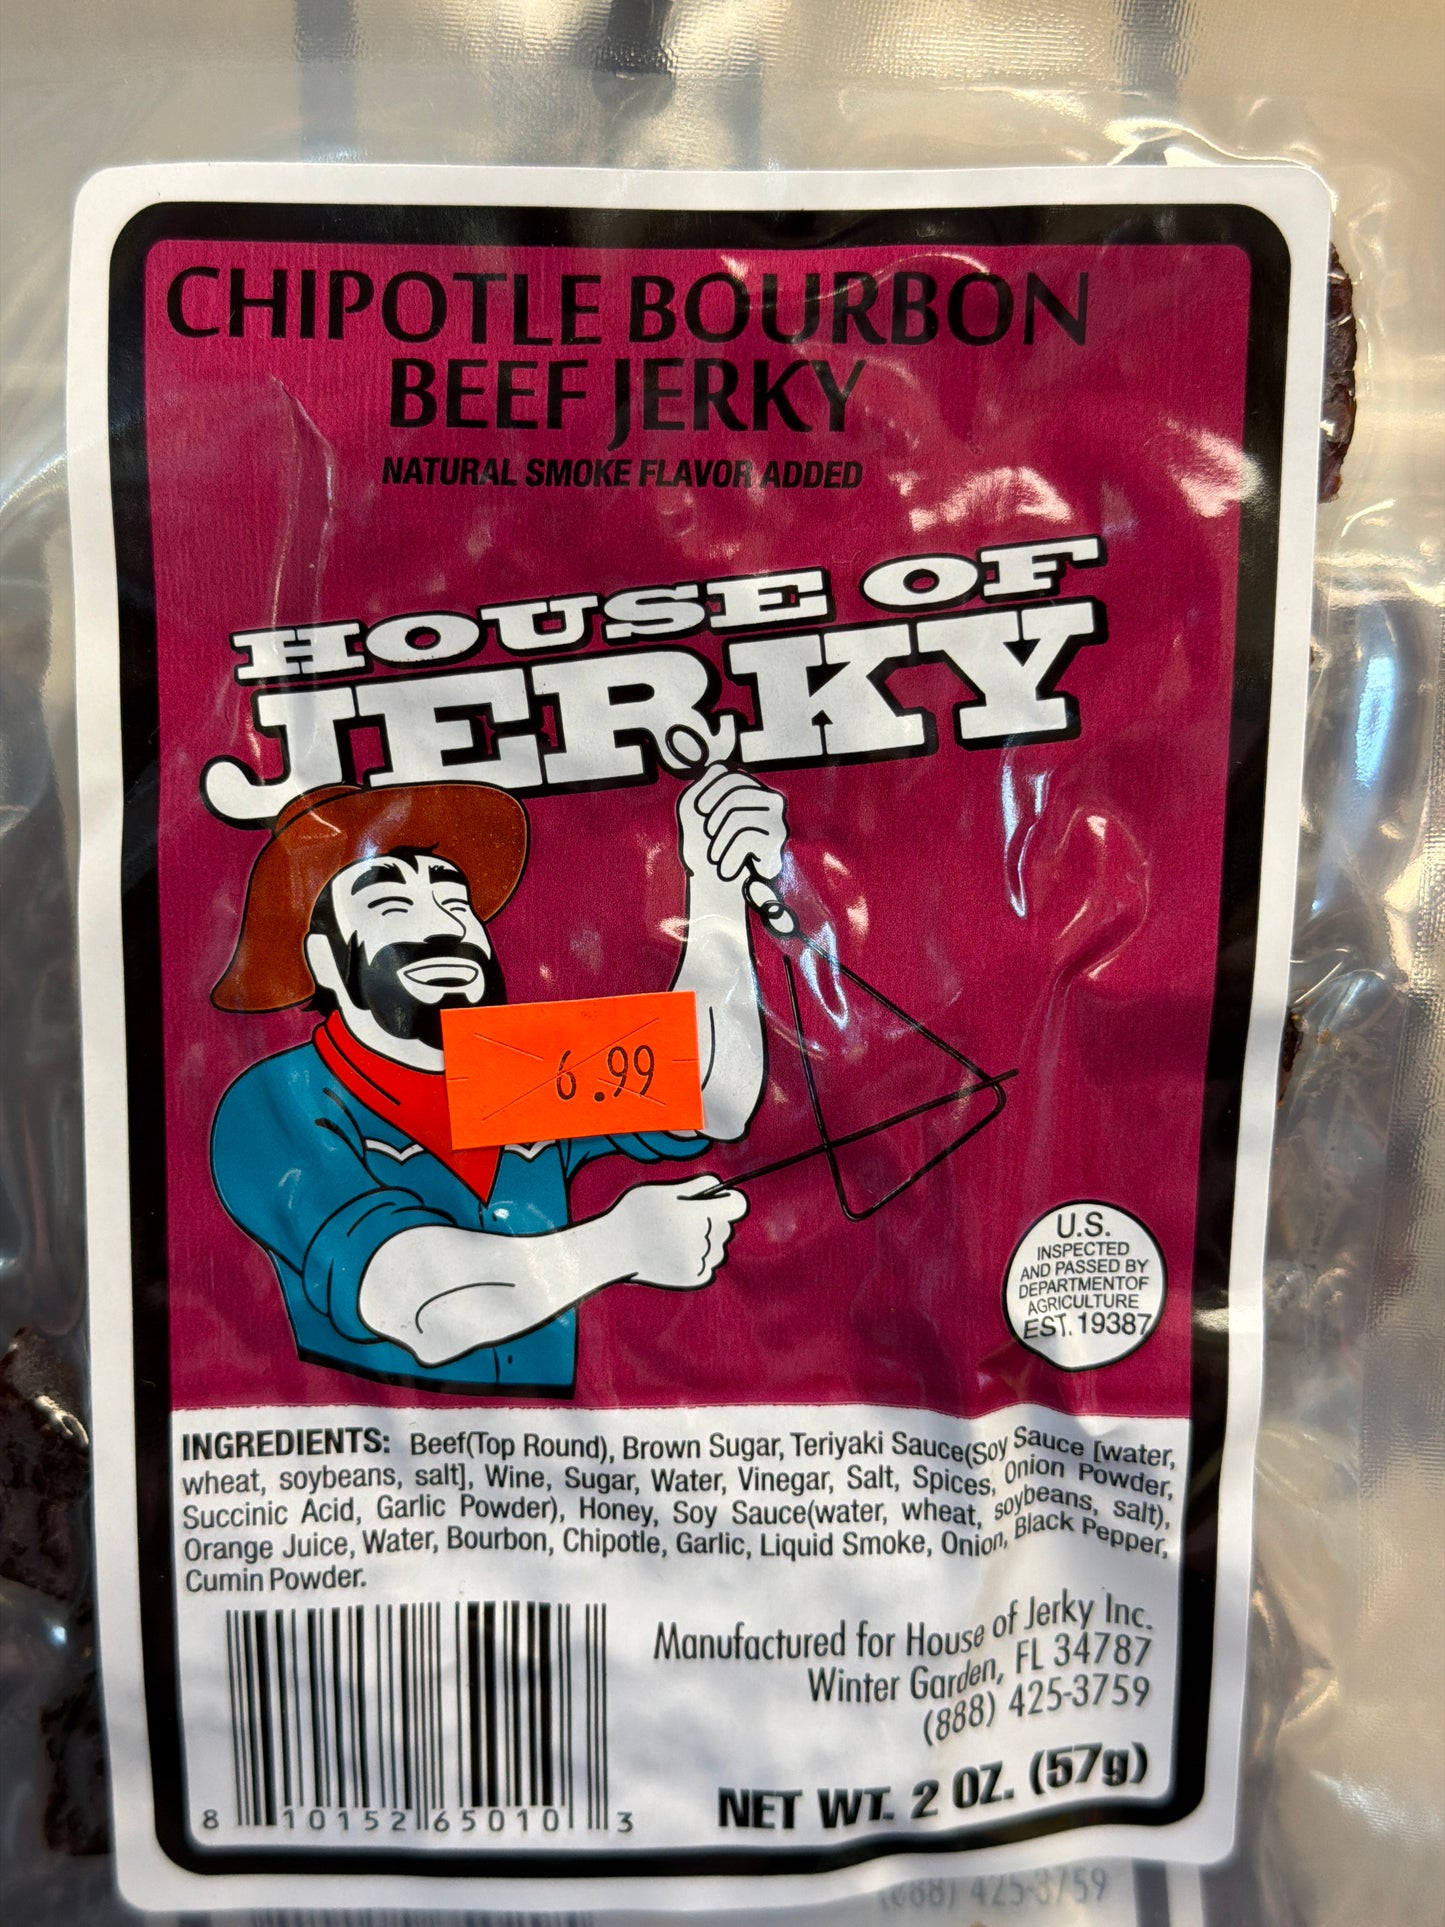 CHIPOTLE BOURBON
BEEF JERKY
NATURAL SMOKE FLAVOR ADDED
HOUSE OF
JERKY
6.99
U.S.
INSPECTED
AND PASSED BY
DEPARTMENTOF
AGRICULTURE
EST. 19387
INGREDIENTS: Beef(Top Round), Brown Sugar, Teriyaki Sauce(Soy Sauce [water,
wheat, soybeans, salt], Wine, Sugar, Water, Vinegar, Salt, Spices, Onion Powder,
Succinic Acid, Garlic Powder), Honey, Soy Sauce(water, wheat, soybeans, salt),
Orange Juice, Water, Bourbon, Chipotle, Garlic, Liquid Smoke, Onion, Black Pepper,
Cumin Powder.
Manufactured for House of Jerky Inc.
Winter Garden, FL 34787
(888) 425-3759
NET WT. 2 OZ. (57g)
8 10152 65010 3
(888) 425-3759